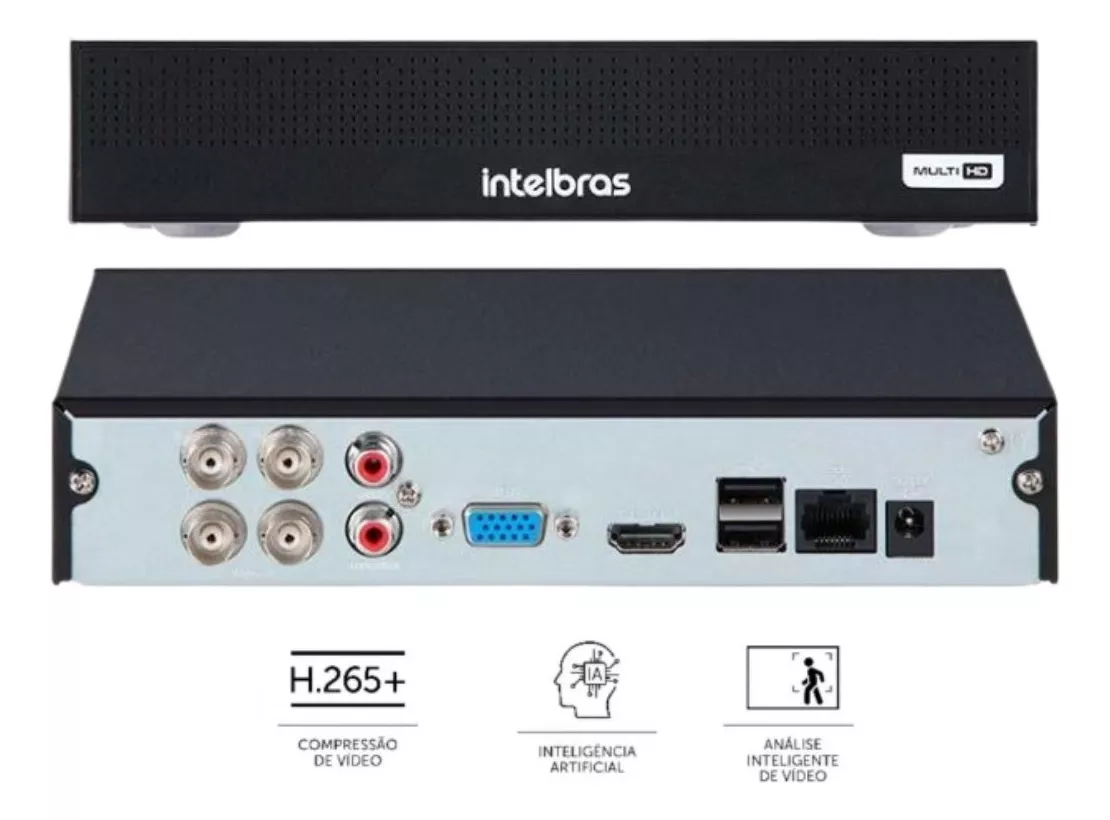 intelbras
MULTI HD
H.265+
COMPRESSÃO
DE VÍDEO
IA
INTELIGÊNCIA
ARTIFICIAL
ANÁLISE
INTELIGENTE
DE VÍDEO